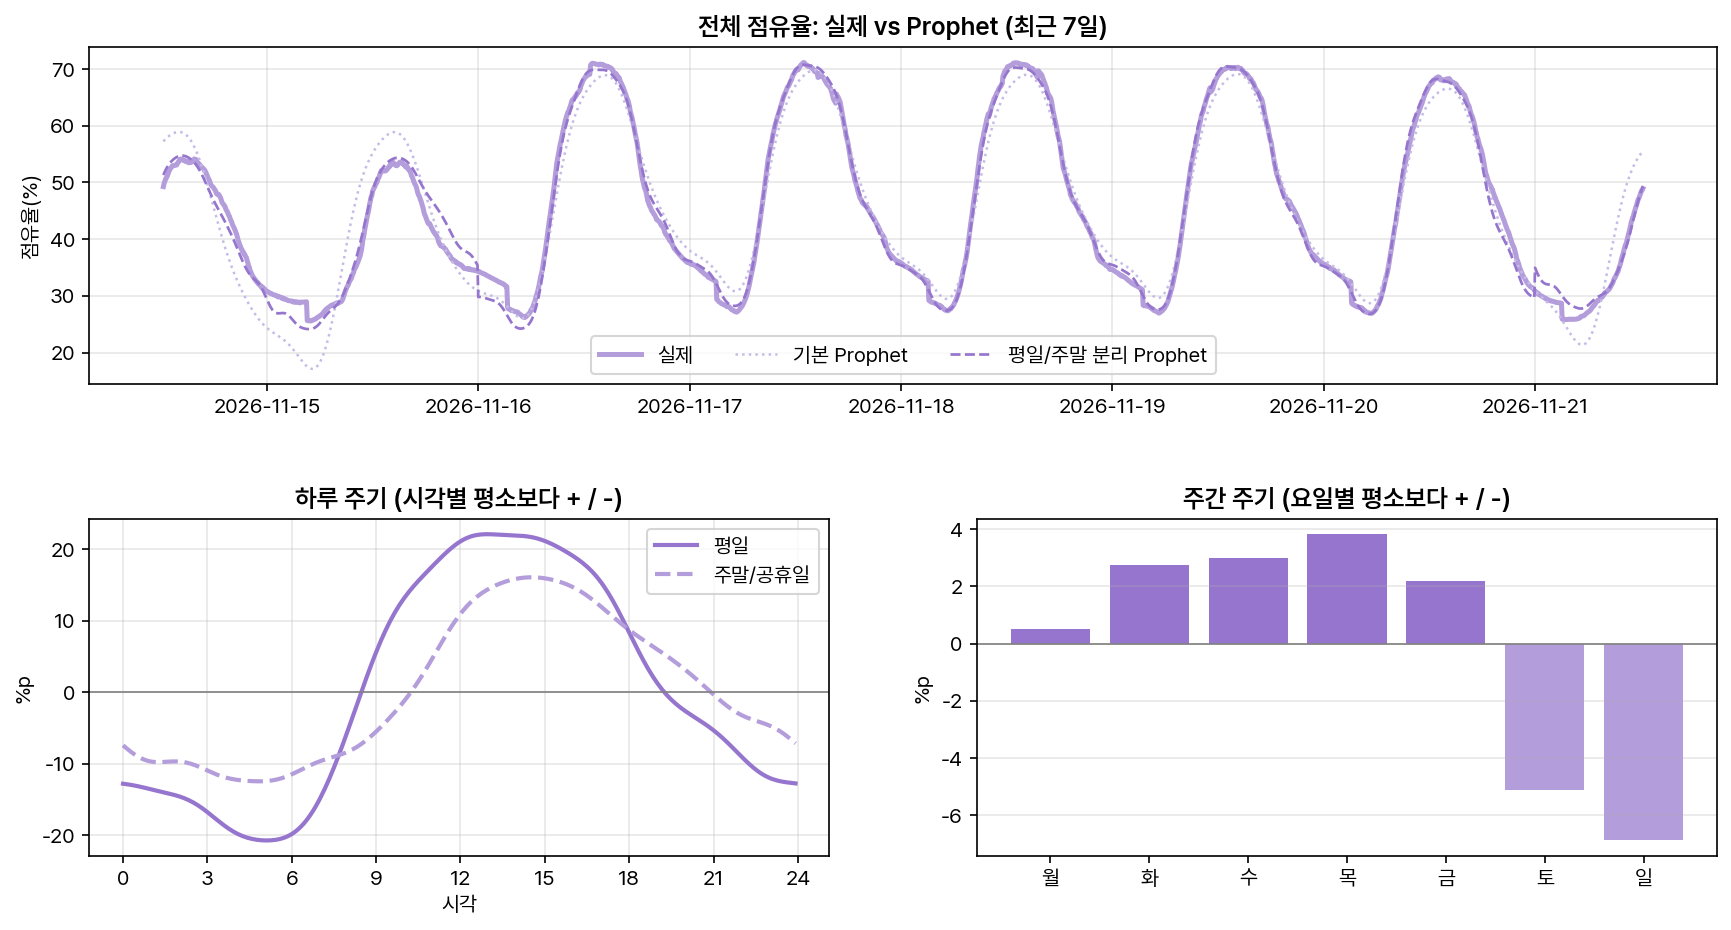 전체 점유율: 실제 vs Prophet (최근 7일)
점유율(%)
70
60
50
40
30
20
실제
기본 Prophet
평일/주말 분리 Prophet
2026-11-15
2026-11-16
2026-11-17
2026-11-18
2026-11-19
2026-11-20
2026-11-21
하루 주기 (시각별 평소보다 + / -)
%p
20
10
0
-10
-20
평일
주말/공휴일
0
3
6
9
12
15
18
21
24
시각
주간 주기 (요일별 평소보다 + / -)
%p
4
2
0
-2
-4
-6
월
화
수
목
금
토
일